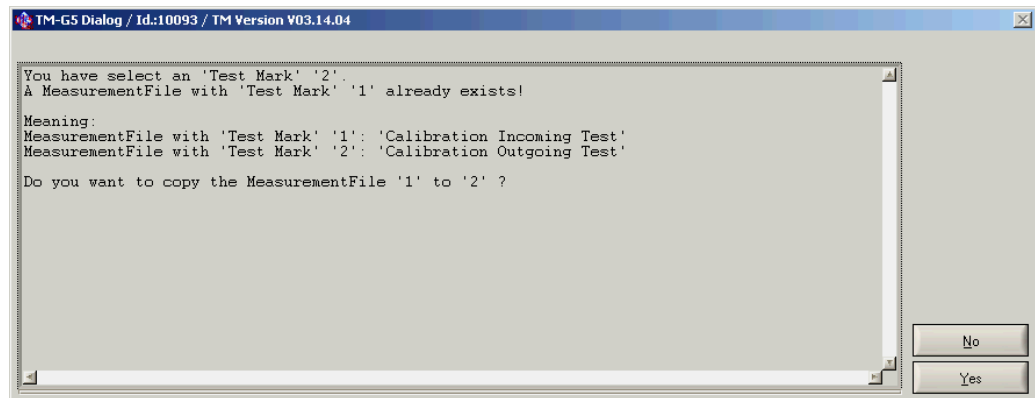 TM-G5 Dialog / Id.:10093 / TM Version V03.14.04
You have select an 'Test Mark' '2'.
A MeasurementFile with 'Test Mark' '1' already exists!
Meaning:
MeasurementFile with 'Test Mark' '1': 'Calibration Incoming Test'
MeasurementFile with 'Test Mark' '2': 'Calibration Outgoing Test'
Do you want to copy the MeasurementFile '1' to '2' ?
No
Yes